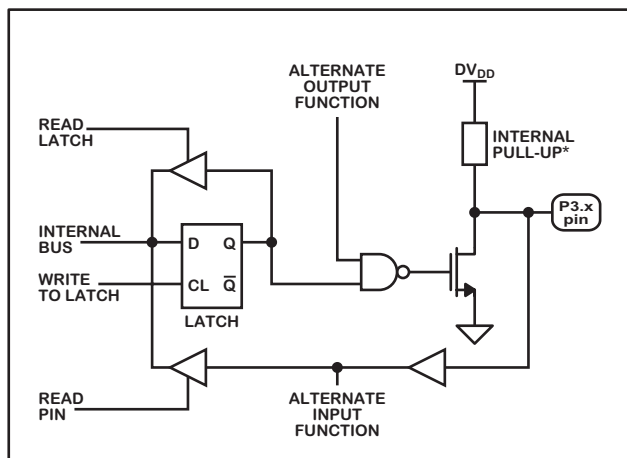 ALTERNATE
OUTPUT
FUNCTION
DVDD
READ
LATCH
INTERNAL
PULL-UP*
P3.x
pin
INTERNAL
BUS
D Q
WRITE
TO LATCH
CL Q̅
LATCH
READ
PIN
ALTERNATE
INPUT
FUNCTION